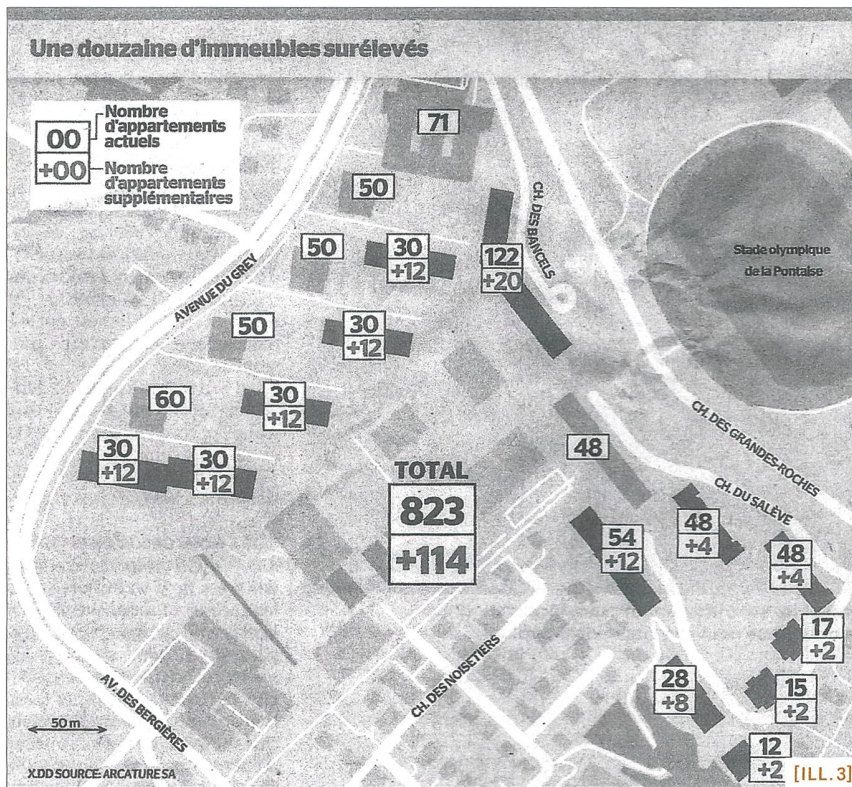 Une douzaine d'immeubles surélevés
00
Nombre
d'appartements
actuels
+00
Nombre
d'appartements
supplémentaires
71
50
50
30
+12
122
+20
CH. DES BANCELS
Stade olympique
de la Pontaise
AVENUE DU GREY
50
30
+12
60
30
+12
30
+12
30
+12
TOTAL
823
+114
48
CH. DES GRANDES-ROCHES
CH. DU SALÈVE
54
+12
48
+4
48
+4
17
+2
15
+2
28
+8
12
+2
CH. DES NOISETIERS
AV. DES BERGIÈRES
50 m
X.DD SOURCE: ARCATURE SA
[ILL. 3]